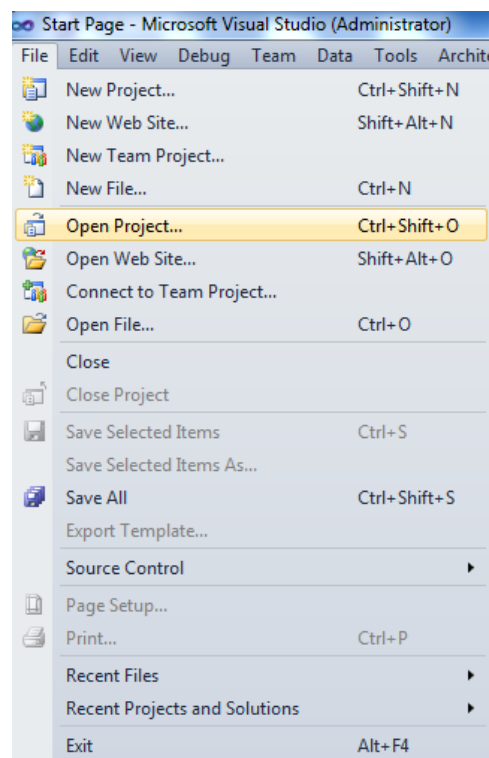 Start Page - Microsoft Visual Studio (Administrator)
File Edit View Debug Team Data Tools Archite
New Project... Ctrl+Shift+N
New Web Site... Shift+Alt+N
New Team Project...
New File... Ctrl+N
Open Project... Ctrl+Shift+O
Open Web Site... Shift+Alt+O
Connect to Team Project...
Open File... Ctrl+O
Close
Close Project
Save Selected Items Ctrl+S
Save Selected Items As...
Save All Ctrl+Shift+S
Export Template...
Source Control
Page Setup...
Print... Ctrl+P
Recent Files
Recent Projects and Solutions
Exit Alt+F4